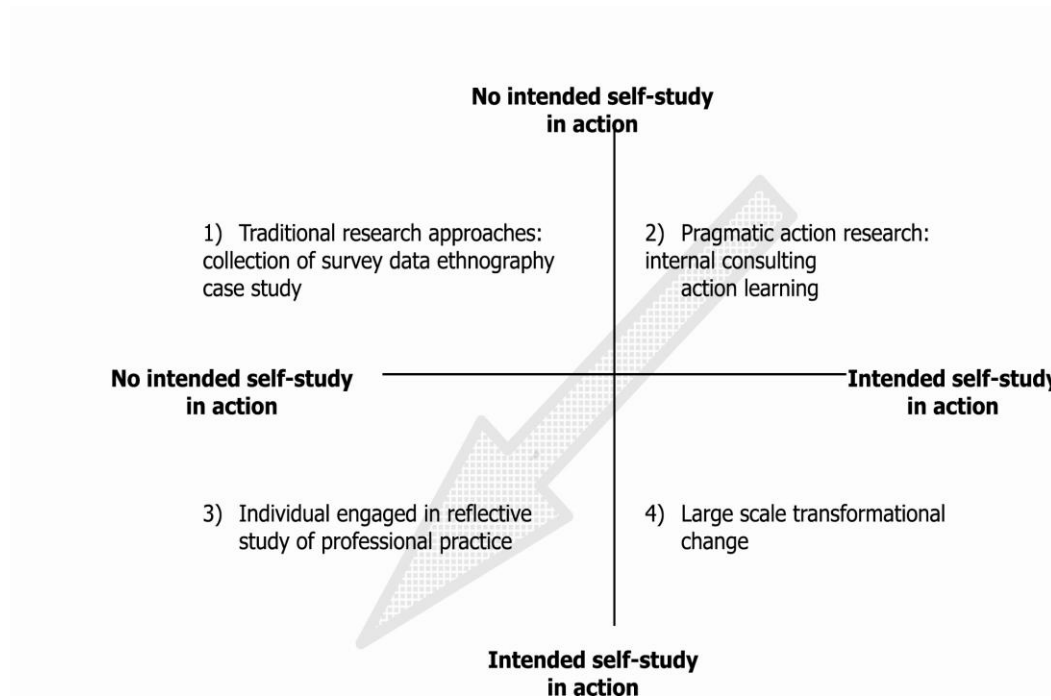 No intended self-study
in action
1) Traditional research approaches:
collection of survey data ethnography
case study
2) Pragmatic action research:
internal consulting
action learning
No intended self-study
in action
Intended self-study
in action
3) Individual engaged in reflective
study of professional practice
4) Large scale transformational
change
Intended self-study
in action